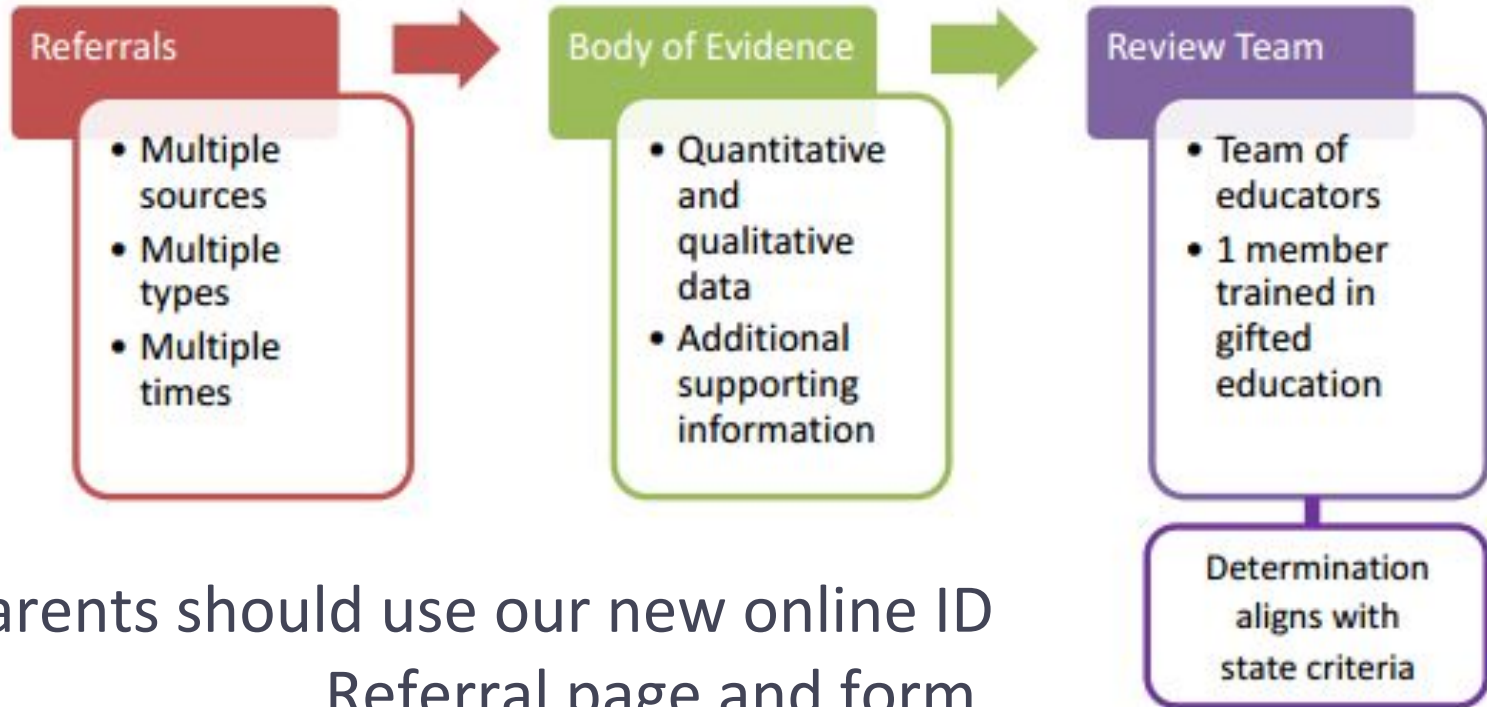 Referrals
• Multiple
sources
• Multiple
types
• Multiple
times
Body of Evidence
• Quantitative
and
qualitative
data
• Additional
supporting
information
Review Team
• Team of
educators
• 1 member
trained in
gifted
education
Determination
aligns with
state criteria
arents should use our new online ID
Referral page and form